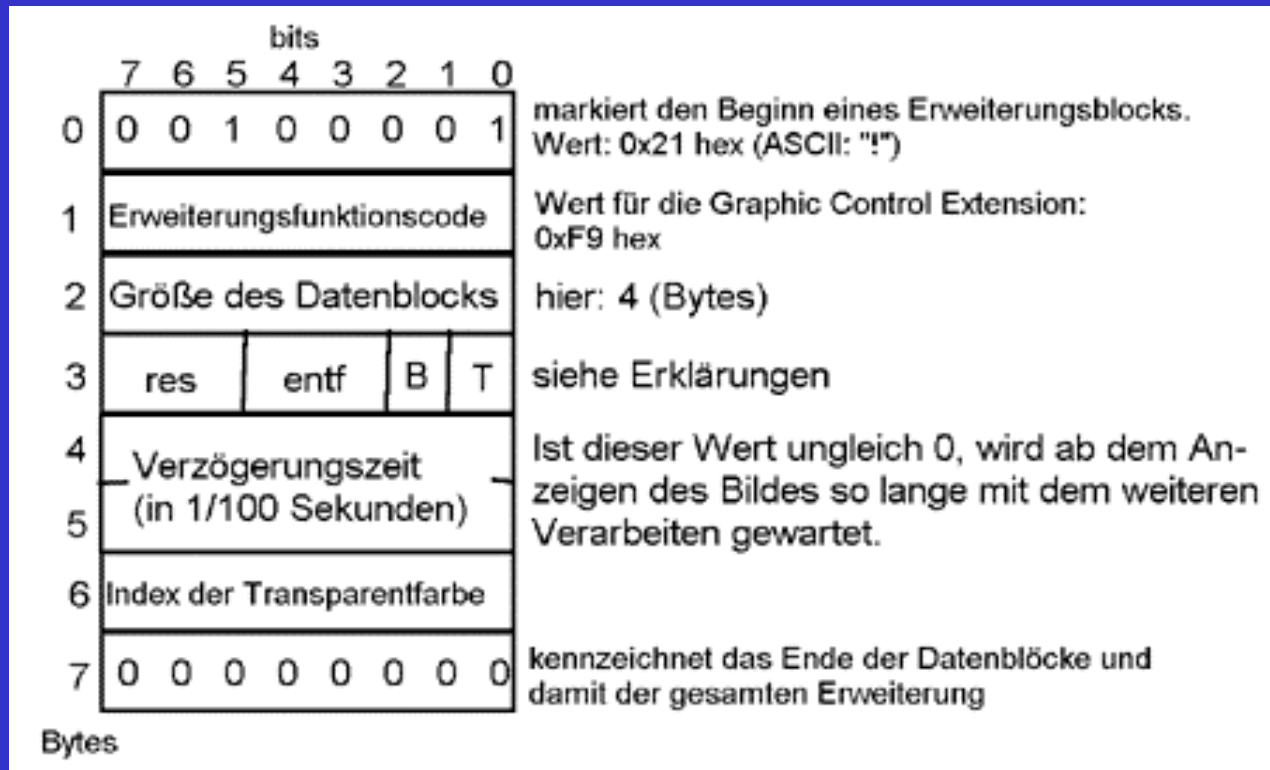 bits
7 6 5 4 3 2 1 0
0 0 0 1 0 0 0 0 1
markiert den Beginn eines Erweiterungsblocks.
Wert: 0x21 hex (ASCII: "!")
1 Erweiterungsfunktionscode
Wert für die Graphic Control Extension:
0xF9 hex
2 Größe des Datenblocks hier: 4 (Bytes)
3 res entf B T siehe Erklärungen
4
5
Verzögerungszeit
(in 1/100 Sekunden)
Ist dieser Wert ungleich 0, wird ab dem An-
zeigen des Bildes so lange mit dem weiteren
Verarbeiten gewartet.
6 Index der Transparentfarbe
7 0 0 0 0 0 0 0 0
kennzeichnet das Ende der Datenblöcke und
damit der gesamten Erweiterung
Bytes